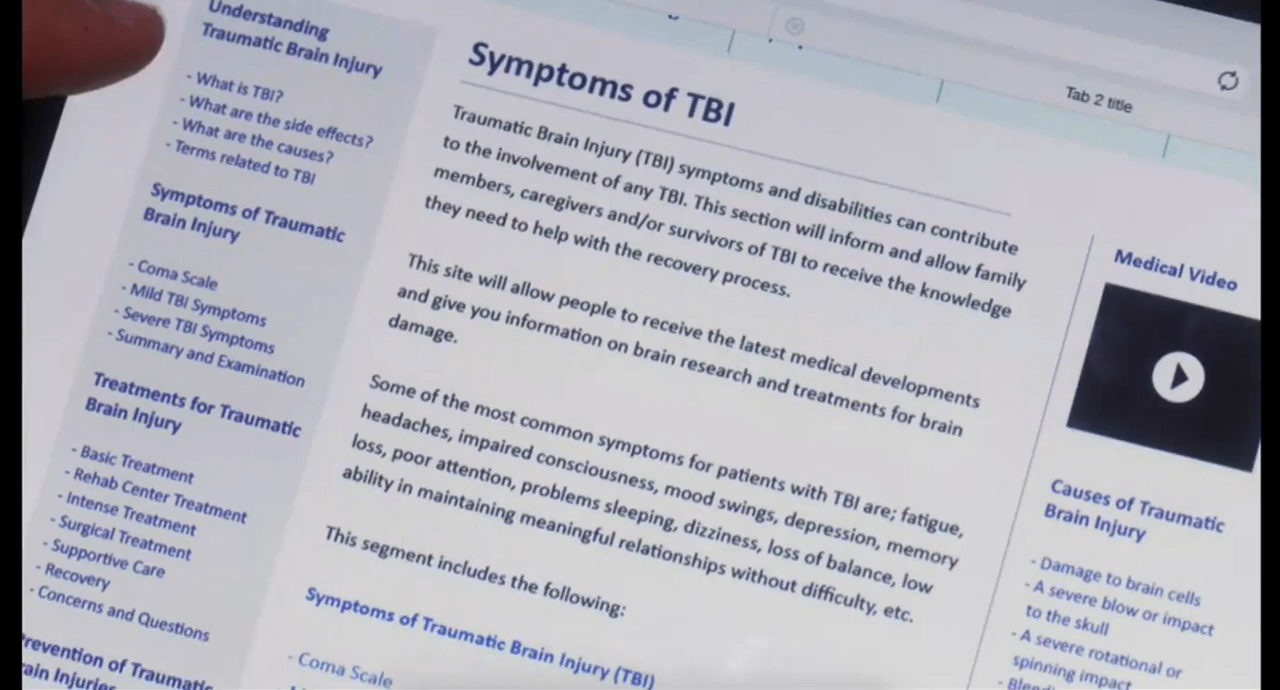 Understanding
Traumatic Brain Injury
- What is TBI?
- What are the side effects?
- What are the causes?
- Terms related to TBI
Symptoms of Traumatic
Brain Injury
- Coma Scale
- Mild TBI Symptoms
- Severe TBI Symptoms
- Summary and Examination
Treatments for Traumatic
Brain Injury
- Basic Treatment
- Rehab Center Treatment
- Intense Treatment
- Surgical Treatment
- Supportive Care
- Recovery
- Concerns and Questions
revention of Traumatic
rain Injuries
Tab 2 title
Symptoms of TBI
Traumatic Brain Injury (TBI) symptoms and disabilities can contribute
to the involvement of any TBI. This section will inform and allow family
members, caregivers and/or survivors of TBI to receive the knowledge
they need to help with the recovery process.
This site will allow people to receive the latest medical developments
and give you information on brain research and treatments for brain
damage.
Some of the most common symptoms for patients with TBI are; fatigue,
headaches, impaired consciousness, mood swings, depression, memory
loss, poor attention, problems sleeping, dizziness, loss of balance, low
ability in maintaining meaningful relationships without difficulty, etc.
This segment includes the following:
Symptoms of Traumatic Brain Injury (TBI)
- Coma Scale
Medical Video
Causes of Traumatic
Brain Injury
- Damage to brain cells
- A severe blow or impact
to the skull
- A severe rotational or
spinning impact